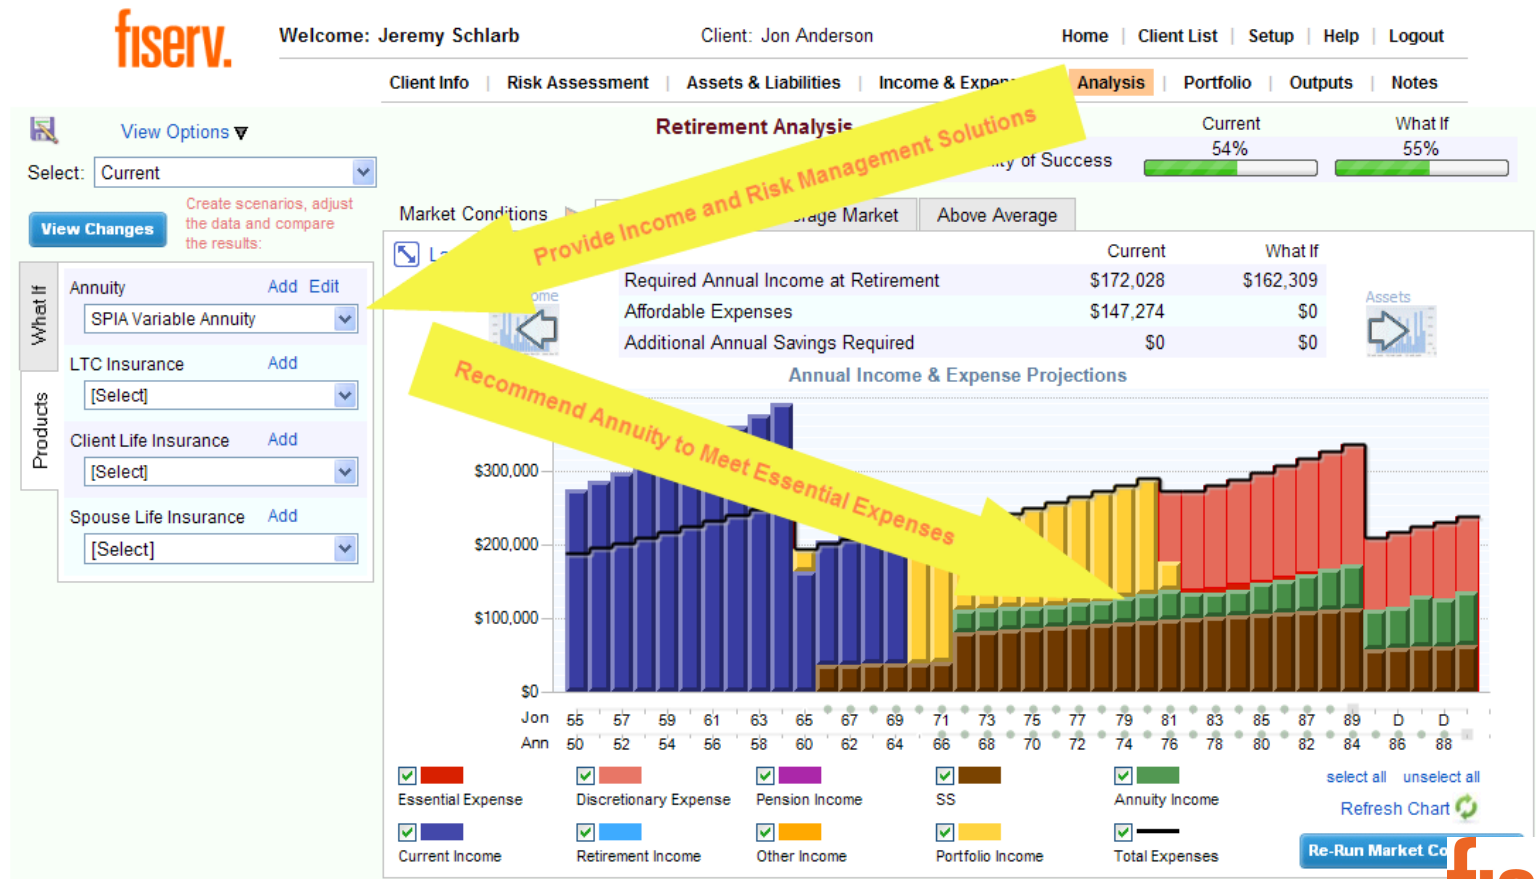 fiserv.
Welcome: Jeremy Schlarb
Client: Jon Anderson
Home | Client List | Setup | Help | Logout
Client Info | Risk Assessment | Assets & Liabilities | Income & Expen
Analysis | Portfolio | Outputs | Notes
View Options
Retirement Analysis
Current
What If
54%
55%
ity of Success
Select: Current
View Changes
Create scenarios, adjust
the data and compare
the results:
Market Conditions
rage Market
Above Average
Provide Income and Risk Management Solutions
What If
Products
Annuity Add Edit
SPIA Variable Annuity
LTC Insurance Add
[Select]
Client Life Insurance Add
[Select]
Spouse Life Insurance Add
[Select]
La
ome
Current What If
Required Annual Income at Retirement $172,028 $162,309
Affordable Expenses $147,274 $0
Additional Annual Savings Required $0 $0
Assets
Annual Income & Expense Projections
Recommend Annuity to Meet Essential Expenses
$300,000
$200,000
$100,000
$0
Jon 55 57 59 61 63 65 67 69 71 73 75 77 79 81 83 85 87 89 D D
Ann 50 52 54 56 58 60 62 64 66 68 70 72 74 76 78 80 82 84 86 88
Essential Expense
Discretionary Expense
Pension Income
SS
Annuity Income
select all unselect all
Refresh Chart
Current Income
Retirement Income
Other Income
Portfolio Income
Total Expenses
Re-Run Market Co
fis